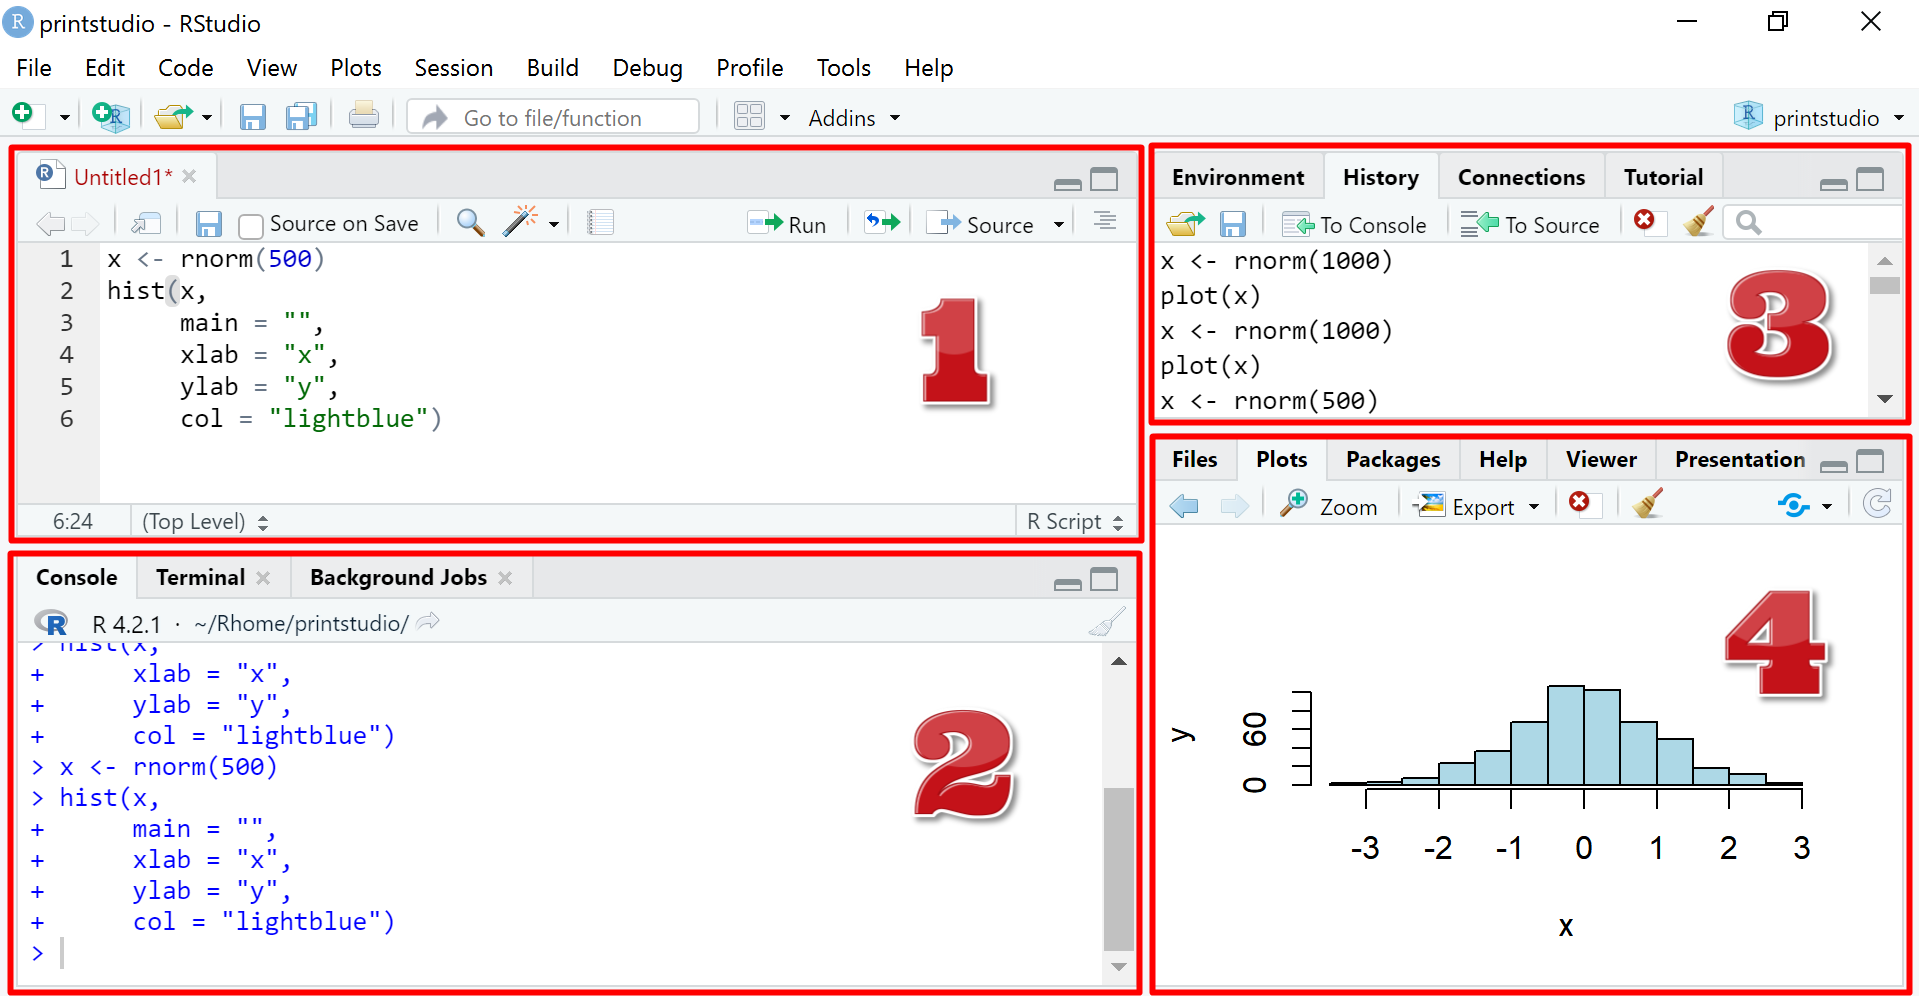 R printstudio - RStudio
File Edit Code View Plots Session Build Debug Profile Tools Help
Go to file/function Addins printstudio
Untitled1*
Source on Save Run Source
1 x <- rnorm(500)
2 hist(x,
3 main = "",
4 xlab = "x",
5 ylab = "y",
6 col = "lightblue")
1
6:24 (Top Level) R Script
Console Terminal Background Jobs
R R 4.2.1 · ~/Rhome/printstudio/
> hist(x,
+ xlab = "x",
+ ylab = "y",
+ col = "lightblue")
> x <- rnorm(500)
> hist(x,
+ main = "",
+ xlab = "x",
+ ylab = "y",
+ col = "lightblue")
>
2
Environment History Connections Tutorial
To Console To Source
x <- rnorm(1000)
plot(x)
x <- rnorm(1000)
plot(x)
x <- rnorm(500)
3
Files Plots Packages Help Viewer Presentation
Zoom Export
4
y
60
0
-3 -2 -1 0 1 2 3
x